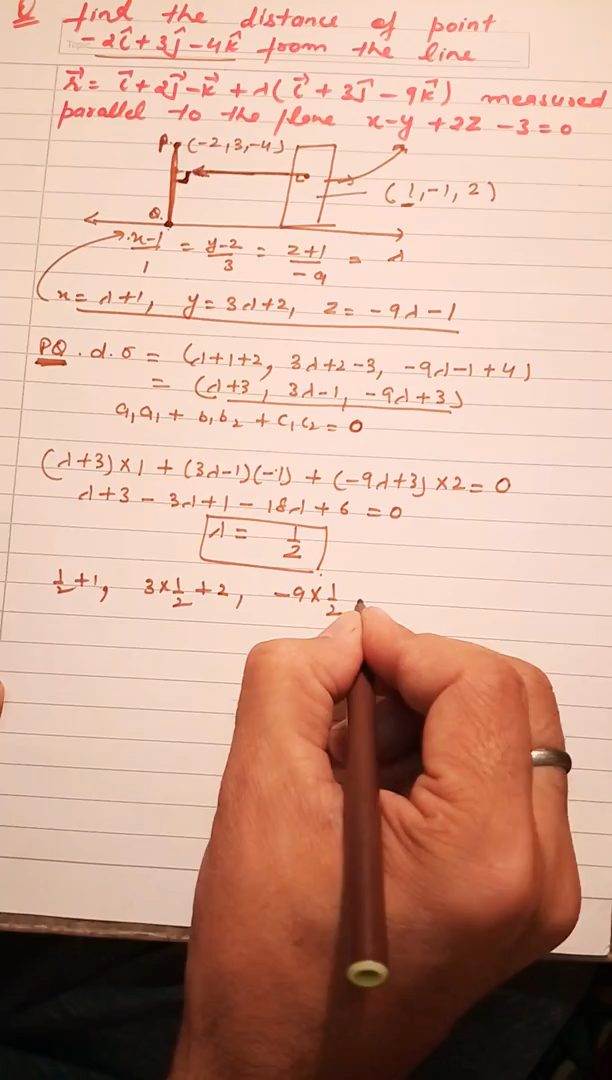 Q find the distance of point
-2î+3ĵ-4k̂ from the line
r⃗ = i⃗+2j⃗-k⃗ + λ( i⃗ + 3j⃗ - 9k⃗ ) measured
parallel to the plane x-y+2z-3=0
P. (-2, 3, -4)
(1, -1, 2)
Q.
x-1/1 = y-2/3 = z+1/-9 = λ
x = λ+1, y = 3λ+2, z = -9λ-1
PQ. d.r = (λ+1+2, 3λ+2-3, -9λ-1+4)
= (λ+3, 3λ-1, -9λ+3)
a₁a₁ + b₁b₂ + c₁c₂ = 0
(λ+3)×1 + (3λ-1)(-1) + (-9λ+3)×2 = 0
λ+3 - 3λ+1 - 18λ+6 = 0
λ = 1/2
1/2+1, 3×1/2+2, -9×1/2